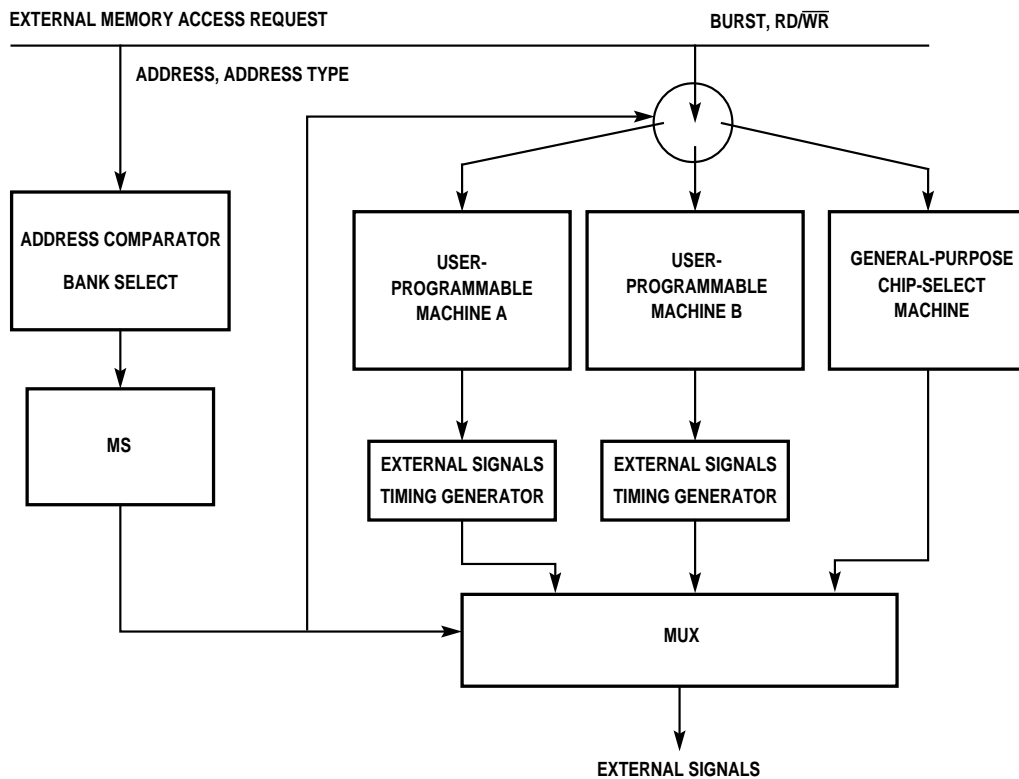 EXTERNAL MEMORY ACCESS REQUEST
BURST, RD/W̅R̅
ADDRESS, ADDRESS TYPE
ADDRESS COMPARATOR
BANK SELECT
USER-
PROGRAMMABLE
MACHINE A
USER-
PROGRAMMABLE
MACHINE B
GENERAL-PURPOSE
CHIP-SELECT
MACHINE
MS
EXTERNAL SIGNALS
TIMING GENERATOR
EXTERNAL SIGNALS
TIMING GENERATOR
MUX
EXTERNAL SIGNALS